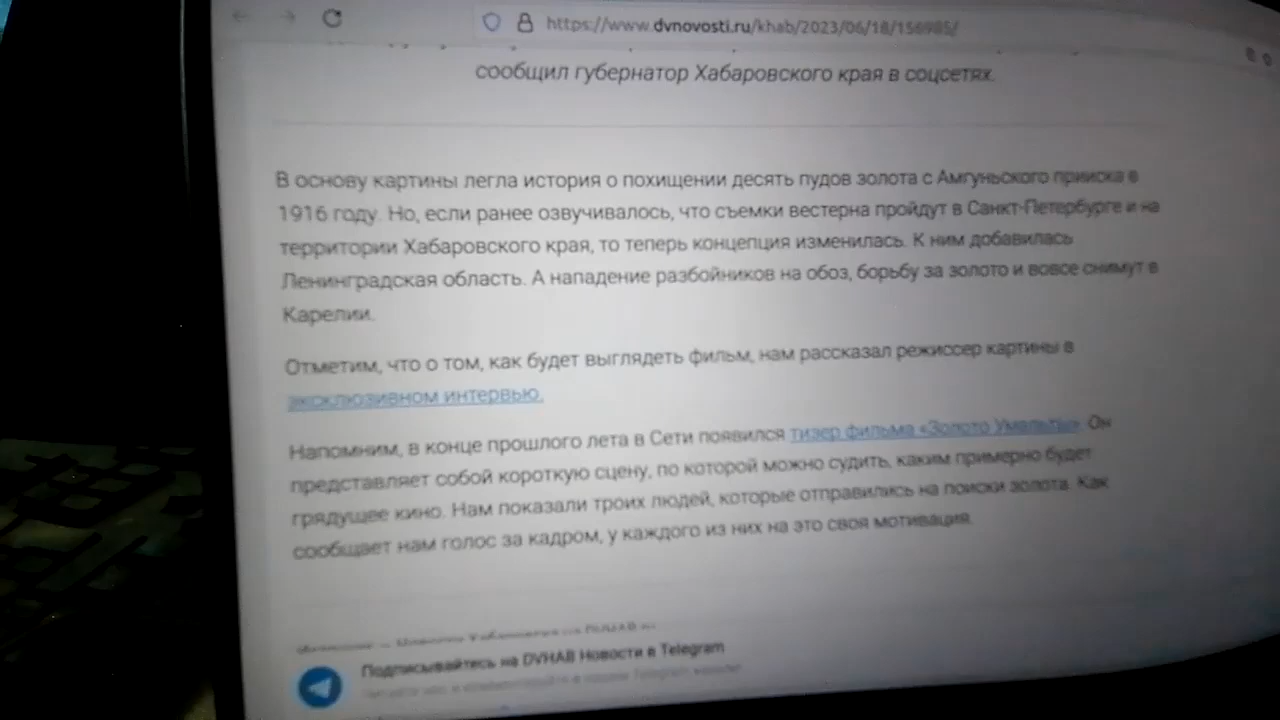 https://www.dvnovosti.ru/khab/2023/06/18/156985/
сообщил губернатор Хабаровского края в соцсетях.
В основу картины легла история о похищении десять пудов золота с Амгуньского прииска в
1916 году. Но, если ранее озвучивалось, что съемки вестерна пройдут в Санкт-Петербурге и на
территории Хабаровского края, то теперь концепция изменилась. К ним добавилась
Ленинградская область. А нападение разбойников на обоз, борьбу за золото и вовсе снимут в
Карелии.
Отметим, что о том, как будет выглядеть фильм, нам рассказал режиссер картины в
эксклюзивном интервью.
Напомним, в конце прошлого лета в Сети появился тизер фильма «Золото Умальты». Он
представляет собой короткую сцену, по которой можно судить, каким примерно будет
грядущее кино. Нам показали троих людей, которые отправились на поиски золота. Как
сообщает нам голос за кадром, у каждого из них на это своя мотивация.
Подписывайтесь на DVHAB Новости в Telegram